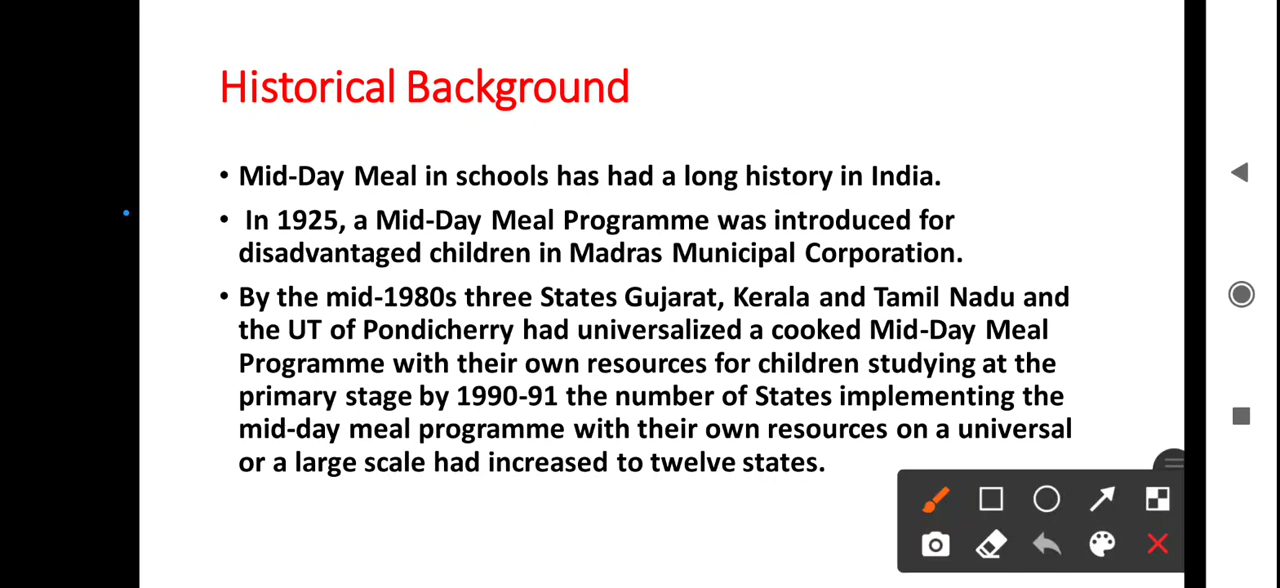 Historical Background
• Mid-Day Meal in schools has had a long history in India.
• In 1925, a Mid-Day Meal Programme was introduced for
disadvantaged children in Madras Municipal Corporation.
• By the mid-1980s three States Gujarat, Kerala and Tamil Nadu and
the UT of Pondicherry had universalized a cooked Mid-Day Meal
Programme with their own resources for children studying at the
primary stage by 1990-91 the number of States implementing the
mid-day meal programme with their own resources on a universal
or a large scale had increased to twelve states.